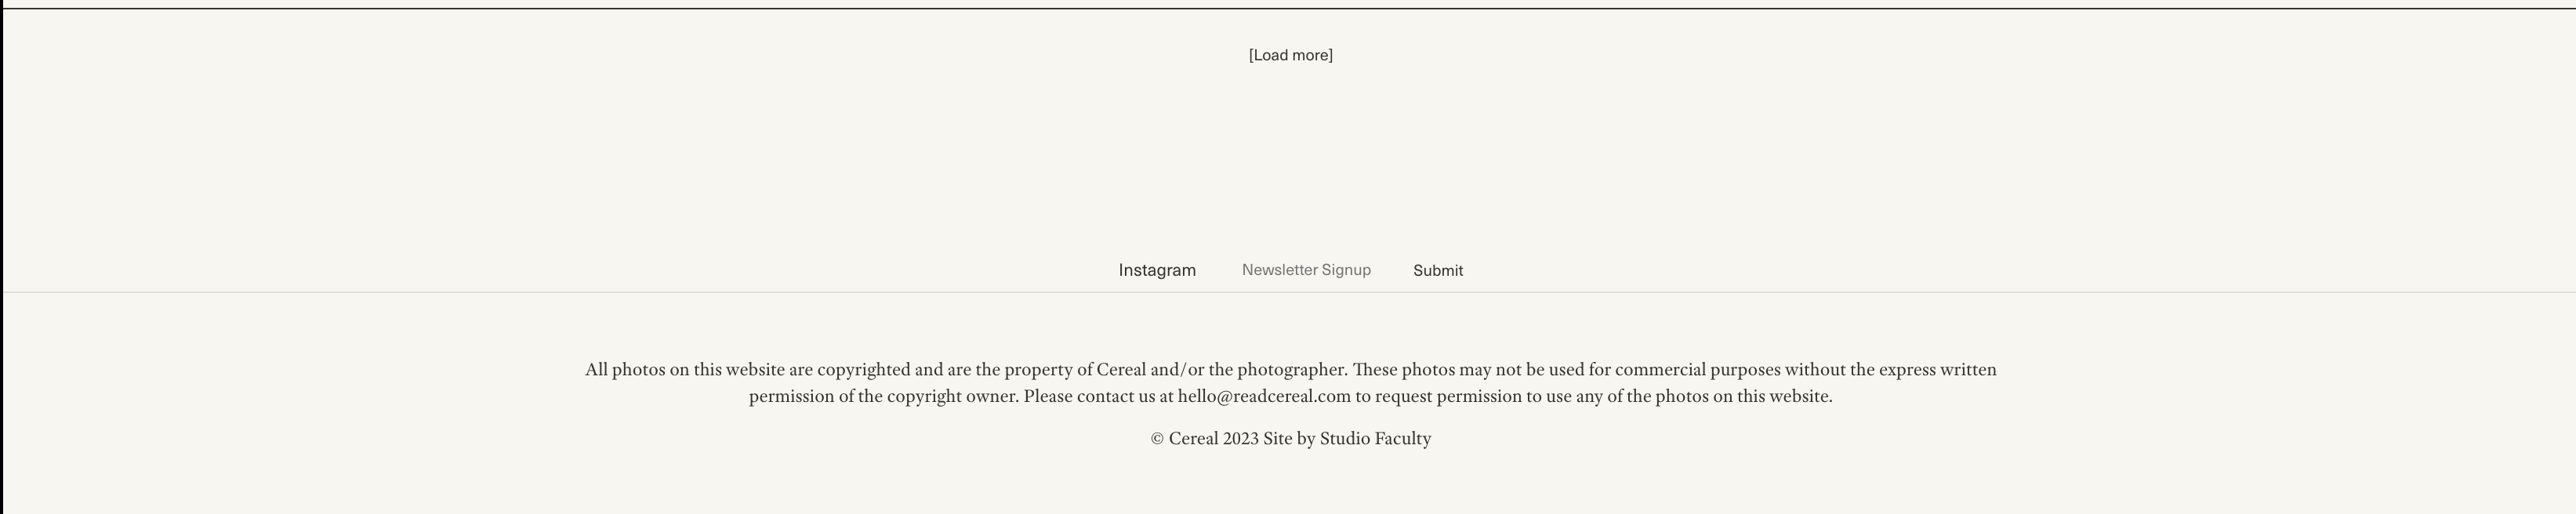 [Load more]
Instagram Newsletter Signup Submit
All photos on this website are copyrighted and are the property of Cereal and/or the photographer. These photos may not be used for commercial purposes without the express written
permission of the copyright owner. Please contact us at hello@readcereal.com to request permission to use any of the photos on this website.
© Cereal 2023 Site by Studio Faculty